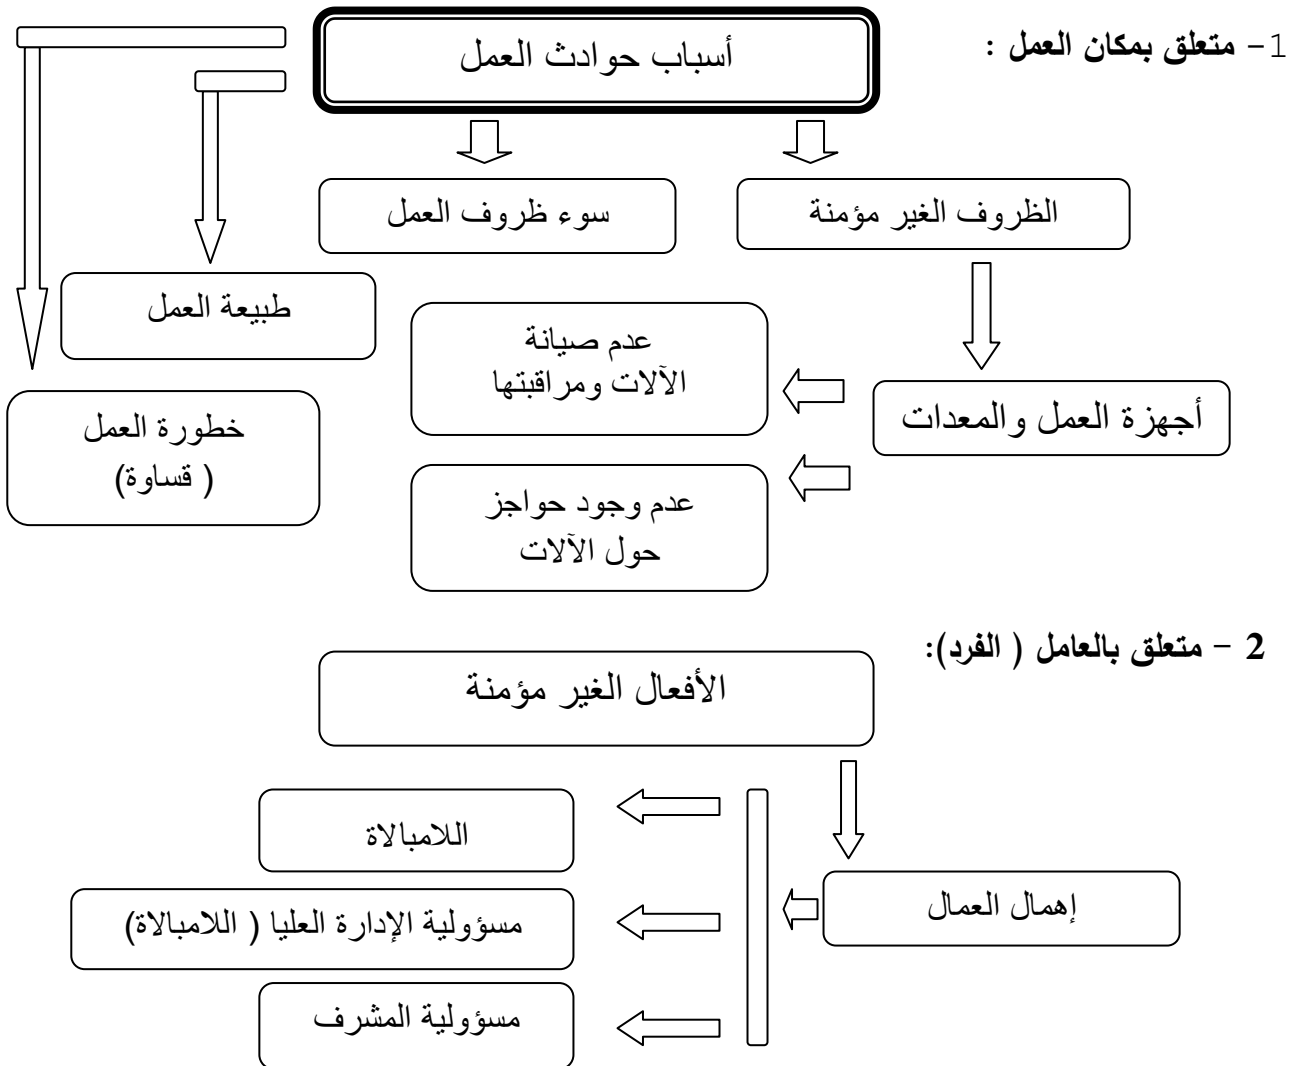 1- متعلق بمكان العمل :
أسباب حوادث العمل
الظروف الغير مؤمنة
سوء ظروف العمل
طبيعة العمل
خطورة العمل
( قساوة)
أجهزة العمل والمعدات
عدم صيانة
الآلات ومراقبتها
عدم وجود حواجز
حول الآلات
2 - متعلق بالعامل ( الفرد):
الأفعال الغير مؤمنة
إهمال العمال
اللامبالاة
مسؤولية الإدارة العليا ( اللامبالاة)
مسؤولية المشرف